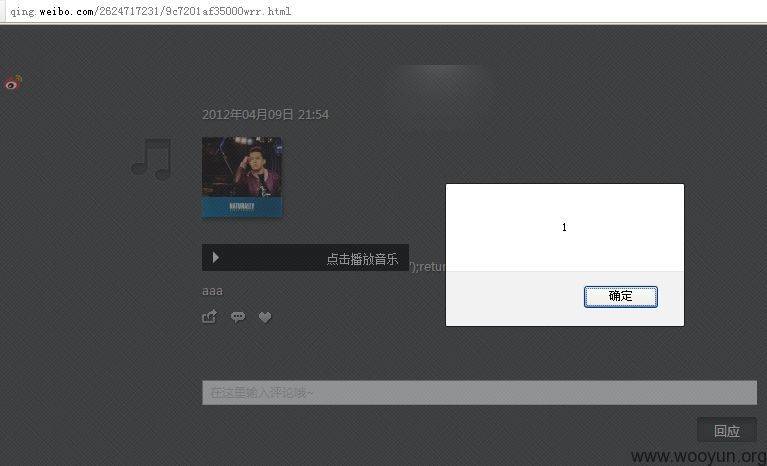 qing.weibo.com/2624717231/9c7201af35000wrr.html
2012年04月09日 21:54
NATURALLY
1
点击播放音乐
');retur
aaa
确定
在这里输入评论哦~
回应
www.wooyun.org